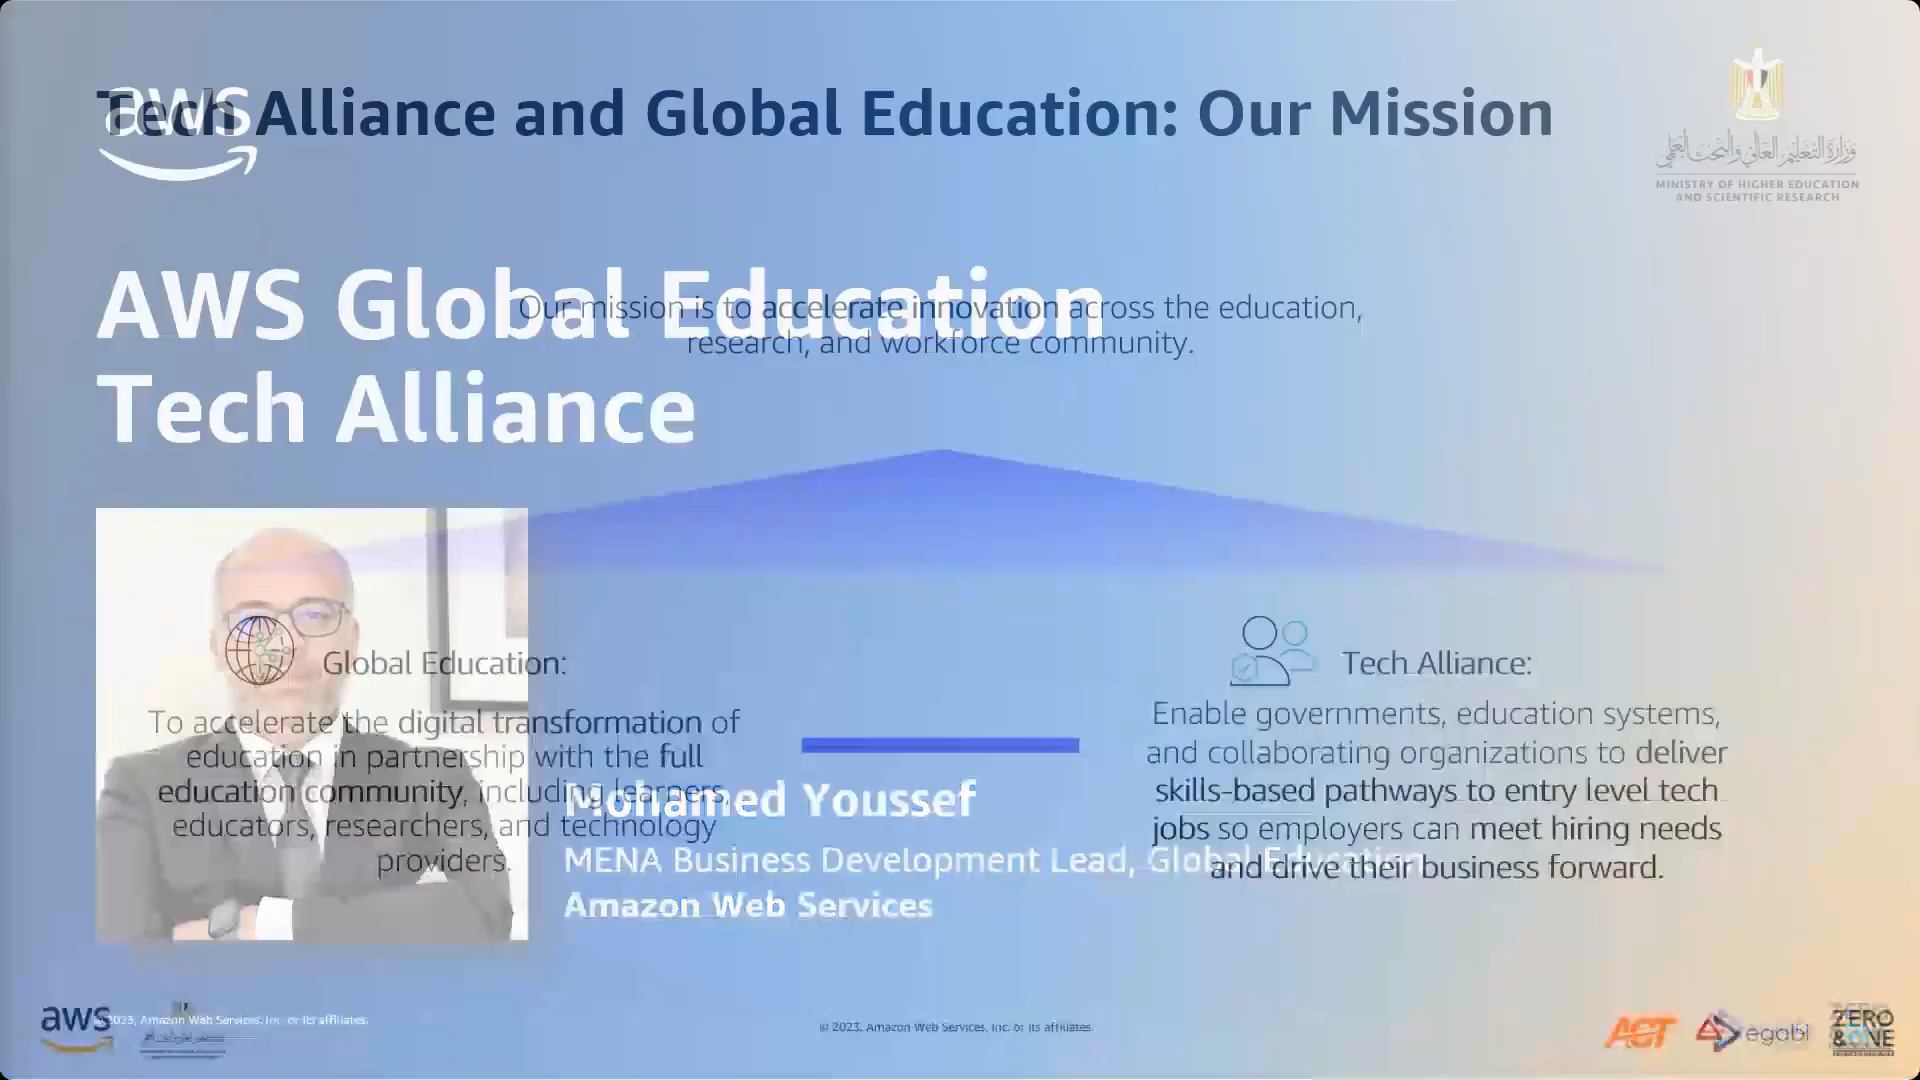 aws
Tech Alliance and Global Education: Our Mission
وزارة التعليم العالي والبحث العلمي
MINISTRY OF HIGHER EDUCATION
AND SCIENTIFIC RESEARCH
AWS Global Education
Tech Alliance
Our mission is to accelerate innovation across the education,
research, and workforce community.
Global Education:
To accelerate the digital transformation of
education in partnership with the full
education community, including learners,
educators, researchers, and technology
providers.
Tech Alliance:
Enable governments, education systems,
and collaborating organizations to deliver
skills-based pathways to entry level tech
jobs so employers can meet hiring needs
and drive their business forward.
Mohamed Youssef
MENA Business Development Lead, Global Education
Amazon Web Services
aws
© 2023, Amazon Web Services, Inc. or its affiliates.
© 2023, Amazon Web Services, Inc. or its affiliates.
ACT
egabi
ZERO
&ONE